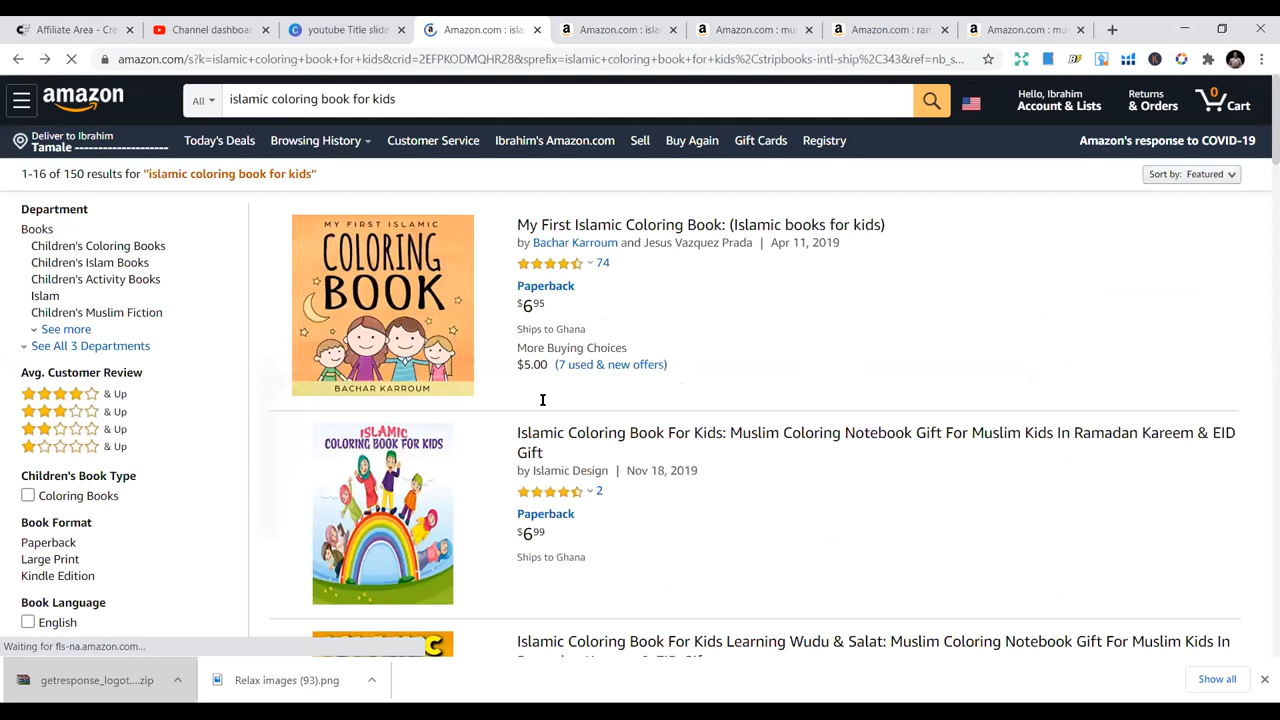 Affiliate Area - Cre
Channel dashboa
youtube Title slide
Amazon.com : isla
Amazon.com : isla
Amazon.com : mu
Amazon.com : ran
Amazon.com : mu
amazon.com/s?k=islamic+coloring+book+for+kids&crid=2EFPKODMQHR28&sprefix=islamic+coloring+book+for+kids%2Cstripbooks-intl-ship%2C343&ref=nb_s...
amazon
All
islamic coloring book for kids
Hello, Ibrahim
Account & Lists
Returns
& Orders
0
Cart
Deliver to Ibrahim
Tamale --------------------
Today's Deals
Browsing History
Customer Service
Ibrahim's Amazon.com
Sell
Buy Again
Gift Cards
Registry
Amazon's response to COVID-19
1-16 of 150 results for "islamic coloring book for kids"
Sort by: Featured
Department
Books
Children's Coloring Books
Children's Islam Books
Children's Activity Books
Islam
Children's Muslim Fiction
See more
See All 3 Departments
Avg. Customer Review
& Up
& Up
& Up
& Up
Children's Book Type
Coloring Books
Book Format
Paperback
Large Print
Kindle Edition
Book Language
English
MY FIRST ISLAMIC
COLORING
BOOK
BACHAR KARROUM
My First Islamic Coloring Book: (Islamic books for kids)
by Bachar Karroum and Jesus Vazquez Prada | Apr 11, 2019
74
Paperback
$6.95
Ships to Ghana
More Buying Choices
$5.00 (7 used & new offers)
ISLAMIC
COLORING BOOK FOR KIDS
Islamic Coloring Book For Kids: Muslim Coloring Notebook Gift For Muslim Kids In Ramadan Kareem & EID
Gift
by Islamic Design | Nov 18, 2019
2
Paperback
$6.99
Ships to Ghana
Islamic Coloring Book For Kids Learning Wudu & Salat: Muslim Coloring Notebook Gift For Muslim Kids In
Waiting for fls-na.amazon.com...
getresponse_logot....zip
Relax images (93).png
Show all